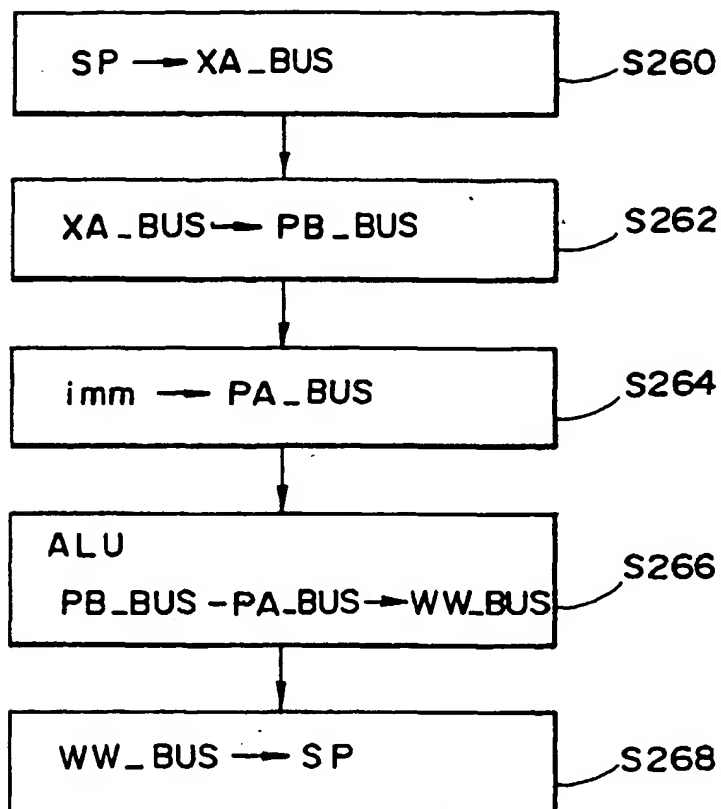 SP → XA_BUS
S260
XA_BUS → PB_BUS
S262
imm → PA_BUS
S264
ALU
PB_BUS - PA_BUS → WW_BUS
S266
WW_BUS → SP
S268